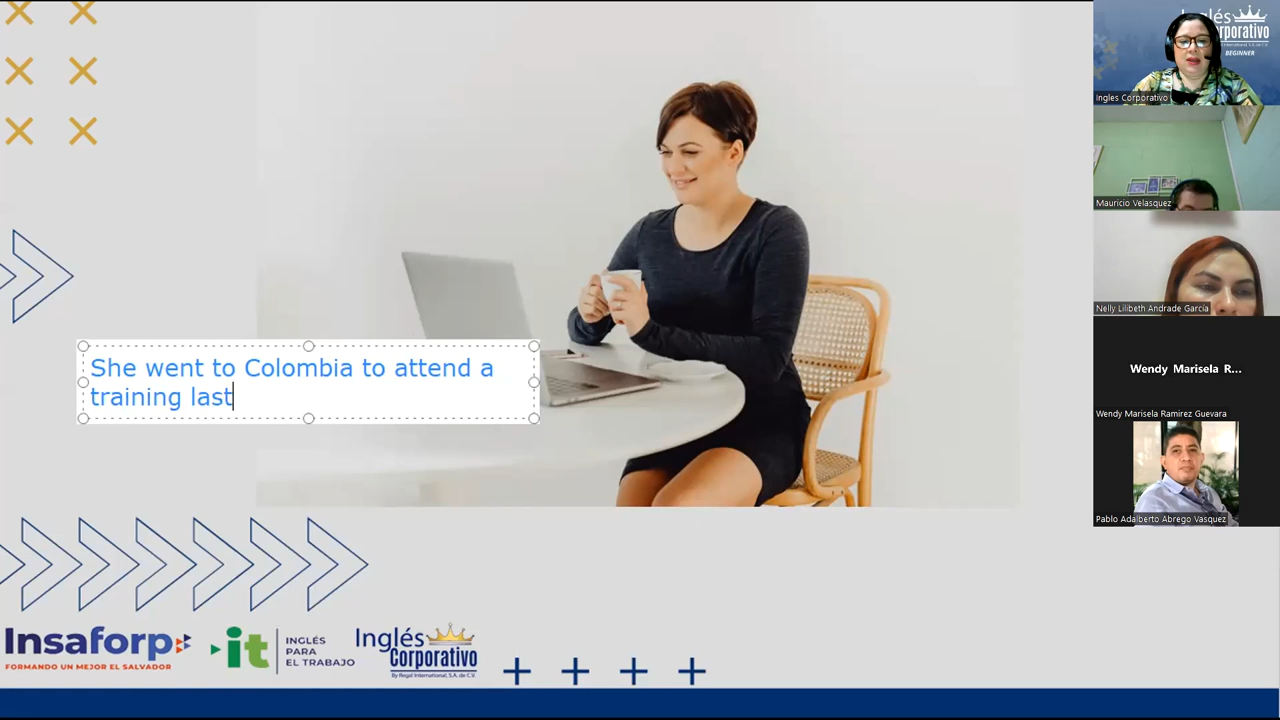 Inglés
Corporativo
BEGINNER
Ingles Corporativo
Mauricio Velasquez
Nelly Lilibeth Andrade García
Wendy Marisela R...
Wendy Marisela Ramirez Guevara
Pablo Adalberto Abrego Vasquez
She went to Colombia to attend a
training last
Insaforp
FORMANDO UN MEJOR EL SALVADOR
it
INGLÉS
PARA
EL TRABAJO
Inglés
Corporativo
By Regal International, S.A. de C.V.